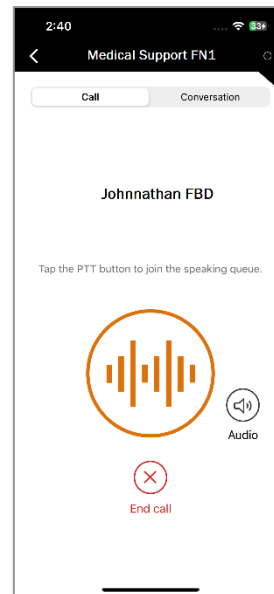 2:40
33
Medical Support FN1
Call
Conversation
Johnnathan FBD
Tap the PTT button to join the speaking queue.
Audio
End call